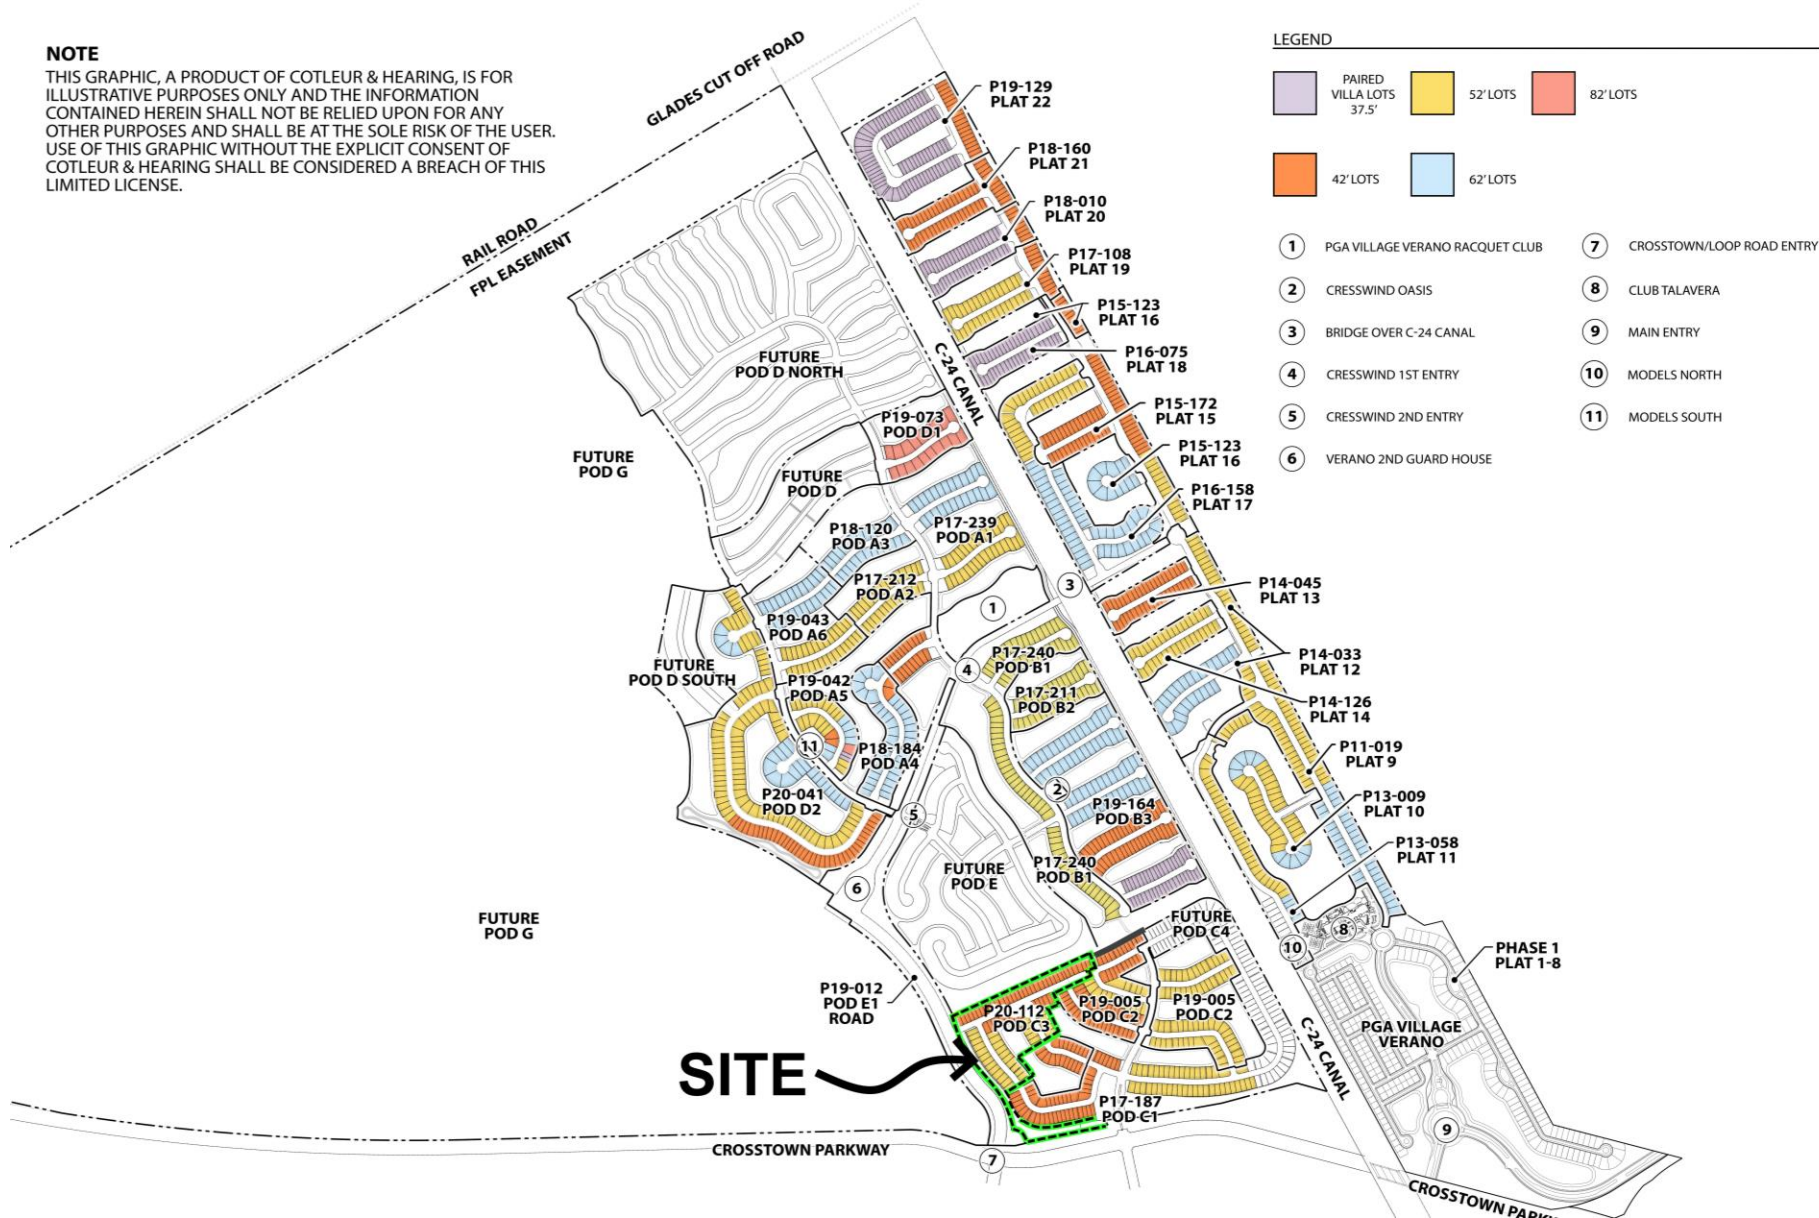 NOTE
THIS GRAPHIC, A PRODUCT OF COTLEUR & HEARING, IS FOR
ILLUSTRATIVE PURPOSES ONLY AND THE INFORMATION
CONTAINED HEREIN SHALL NOT BE RELIED UPON FOR ANY
OTHER PURPOSES AND SHALL BE AT THE SOLE RISK OF THE USER.
USE OF THIS GRAPHIC WITHOUT THE EXPLICIT CONSENT OF
COTLEUR & HEARING SHALL BE CONSIDERED A BREACH OF THIS
LIMITED LICENSE.
LEGEND
PAIRED
VILLA LOTS
37.5'
52' LOTS
82' LOTS
42' LOTS
62' LOTS
1 PGA VILLAGE VERANO RACQUET CLUB
2 CRESSWIND OASIS
3 BRIDGE OVER C-24 CANAL
4 CRESSWIND 1ST ENTRY
5 CRESSWIND 2ND ENTRY
6 VERANO 2ND GUARD HOUSE
7 CROSSTOWN/LOOP ROAD ENTRY
8 CLUB TALAVERA
9 MAIN ENTRY
10 MODELS NORTH
11 MODELS SOUTH
GLADES CUT OFF ROAD
RAIL ROAD
FPL EASEMENT
P19-129
PLAT 22
P18-160
PLAT 21
P18-010
PLAT 20
P17-108
PLAT 19
P15-123
PLAT 16
P16-075
PLAT 18
C-24 CANAL
FUTURE
POD D NORTH
P19-073
POD D1
P15-172
PLAT 15
P15-123
PLAT 16
P16-158
PLAT 17
FUTURE
POD G
FUTURE
POD D
P18-120
POD A3
P17-239
POD A1
P17-212
POD A2
3
P14-045
PLAT 13
1
P19-043
POD A6
P14-033
PLAT 12
FUTURE
POD D SOUTH
4
P17-240
POD B1
P19-042
POD A5
P17-211
POD B2
P14-126
PLAT 14
11
P18-184
POD A4
P11-019
PLAT 9
P20-041
POD D2
2
P19-164
POD B3
P13-009
PLAT 10
5
P13-058
PLAT 11
P17-240
POD B1
FUTURE
POD E
6
FUTURE
POD G
FUTURE
POD C4
8
10
PHASE 1
PLAT 1-8
P19-012
POD E1
ROAD
P20-112
POD C3
P19-005
POD C2
P19-005
POD C2
PGA VILLAGE
VERANO
C-24 CANAL
SITE
P17-187
POD C1
9
CROSSTOWN PARKWAY
7
CROSSTOWN